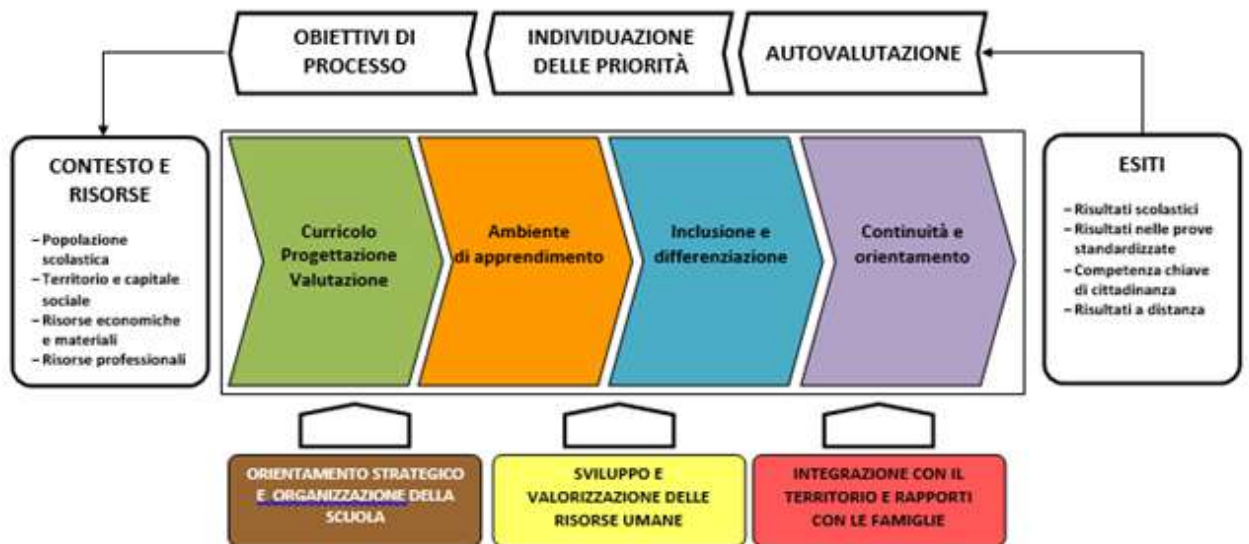 OBIETTIVI DI
PROCESSO
INDIVIDUAZIONE
DELLE PRIORITÀ
AUTOVALUTAZIONE
CONTESTO E
RISORSE
– Popolazione
scolastica
– Territorio e capitale
sociale
– Risorse economiche
e materiali
– Risorse professionali
Curricolo
Progettazione
Valutazione
Ambiente
di apprendimento
Inclusione e
differenziazione
Continuità e
orientamento
ESITI
– Risultati scolastici
– Risultati nelle prove
standardizzate
– Competenza chiave
di cittadinanza
– Risultati a distanza
ORIENTAMENTO STRATEGICO
E ORGANIZZAZIONE DELLA
SCUOLA
SVILUPPO E
VALORIZZAZIONE DELLE
RISORSE UMANE
INTEGRAZIONE CON IL
TERRITORIO E RAPPORTI
CON LE FAMIGLIE